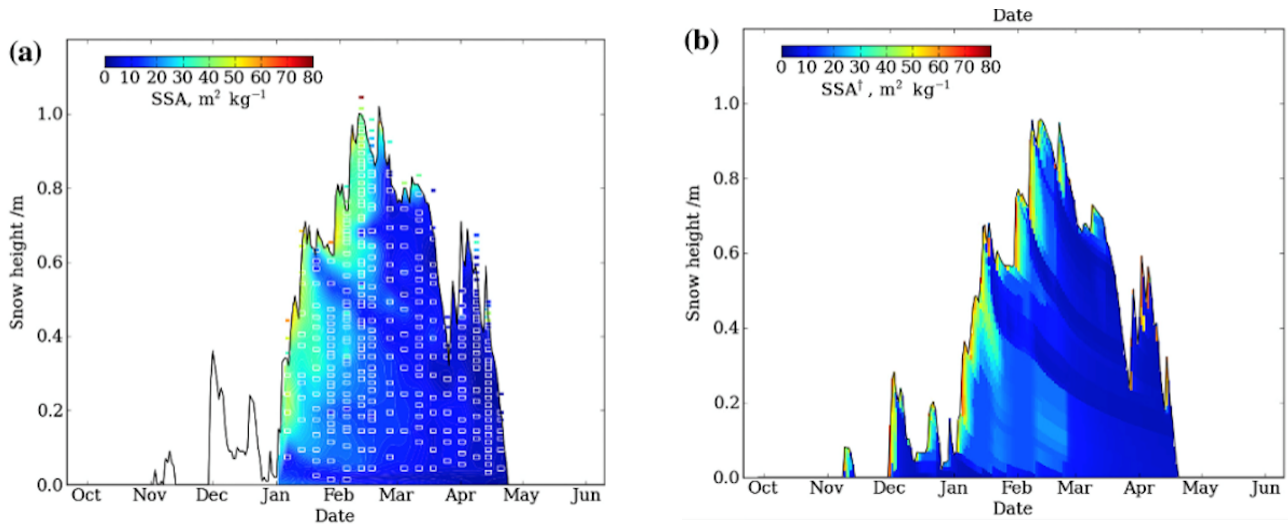 (a)
0 10 20 30 40 50 60 70 80
SSA, m² kg⁻¹
Snow height /m
1.0
0.8
0.6
0.4
0.2
0.0
Oct Nov Dec Jan Feb Mar Apr May Jun
Date
Date
(b)
0 10 20 30 40 50 60 70 80
SSA†, m² kg⁻¹
Snow height /m
1.0
0.8
0.6
0.4
0.2
0.0
Oct Nov Dec Jan Feb Mar Apr May Jun
Date